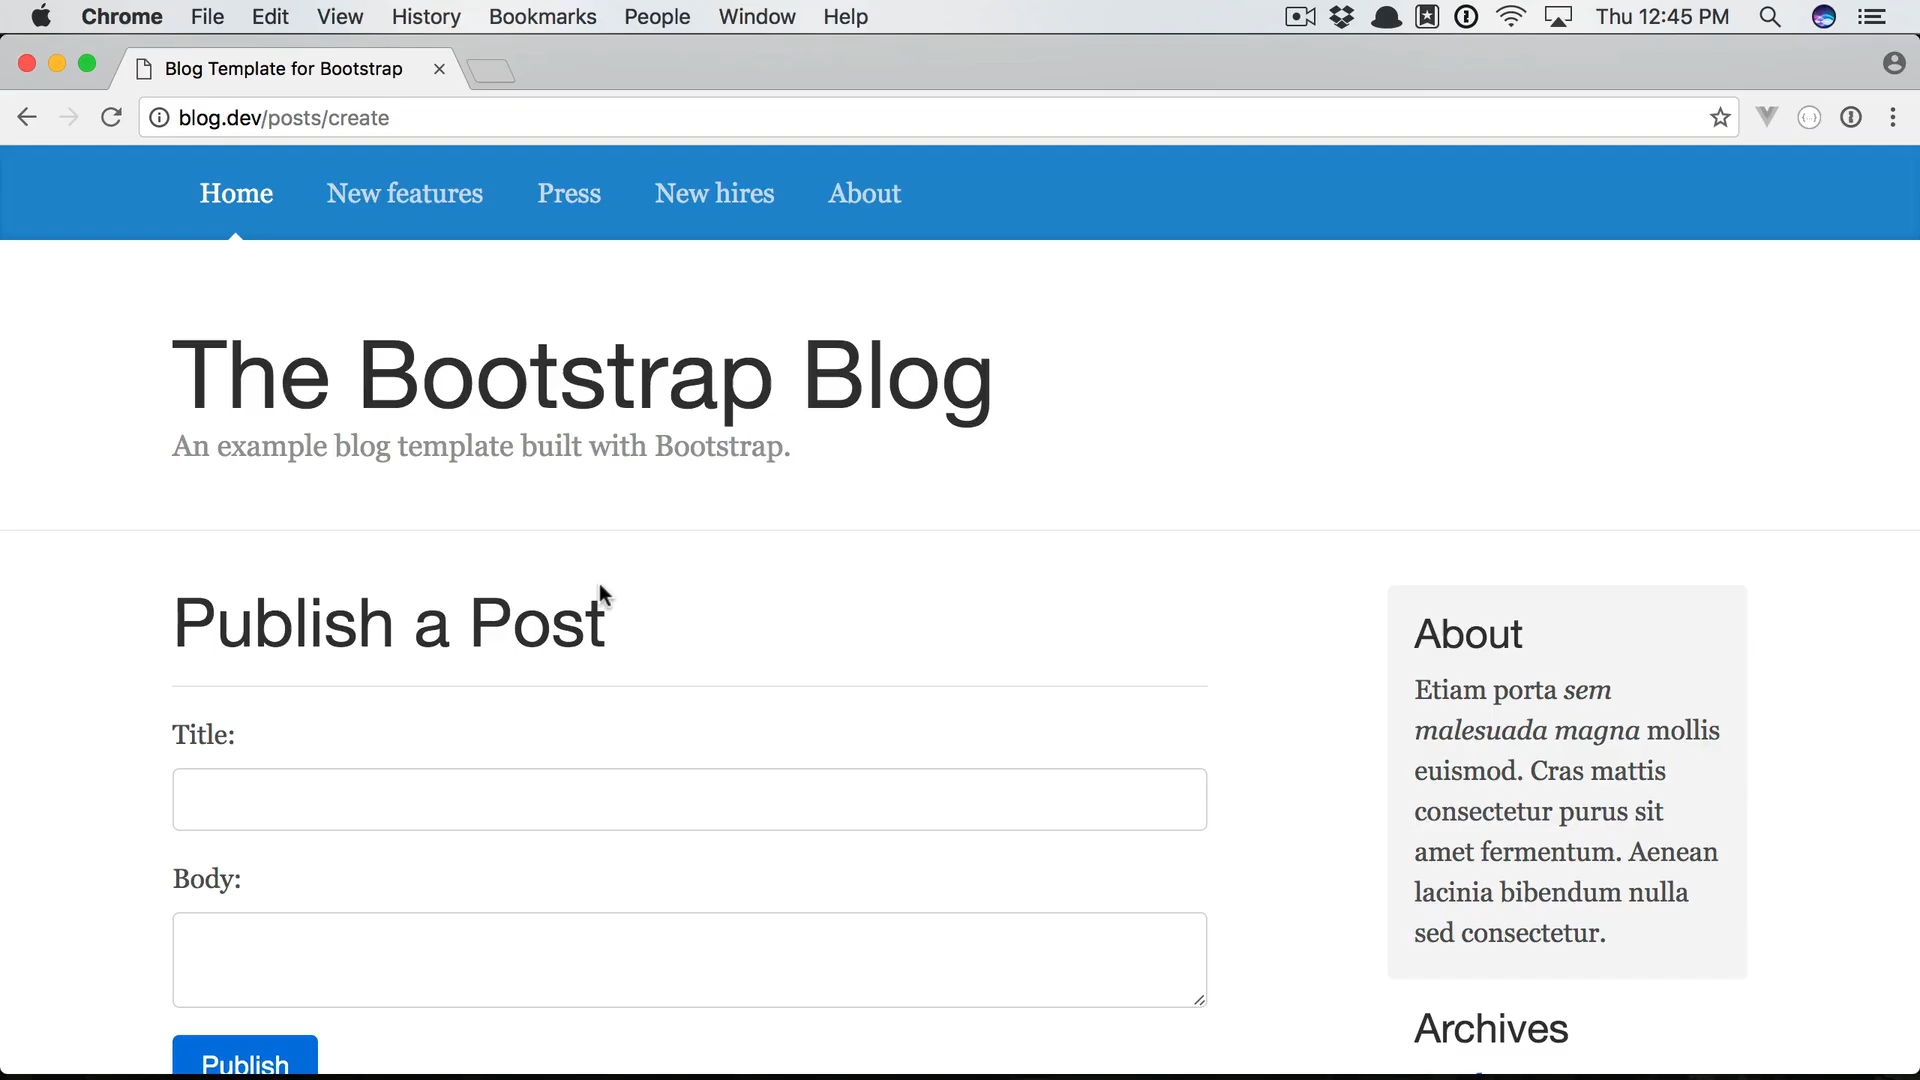 Chrome File Edit View History Bookmarks People Window Help Thu 12:45 PM
Blog Template for Bootstrap
blog.dev/posts/create
Home New features Press New hires About
The Bootstrap Blog
An example blog template built with Bootstrap.
Publish a Post
Title:
Body:
Publish
About
Etiam porta sem
malesuada magna mollis
euismod. Cras mattis
consectetur purus sit
amet fermentum. Aenean
lacinia bibendum nulla
sed consectetur.
Archives